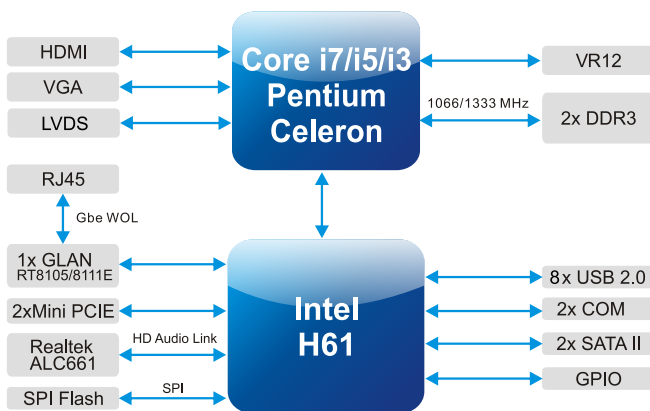 HDMI
VGA
LVDS
Core i7/i5/i3
Pentium
Celeron
VR12
1066/1333 MHz
2x DDR3
RJ45
Gbe WOL
1x GLAN
RT8105/8111E
2xMini PCIE
HD Audio Link
Realtek
ALC661
SPI
SPI Flash
Intel
H61
8x USB 2.0
2x COM
2x SATA II
GPIO